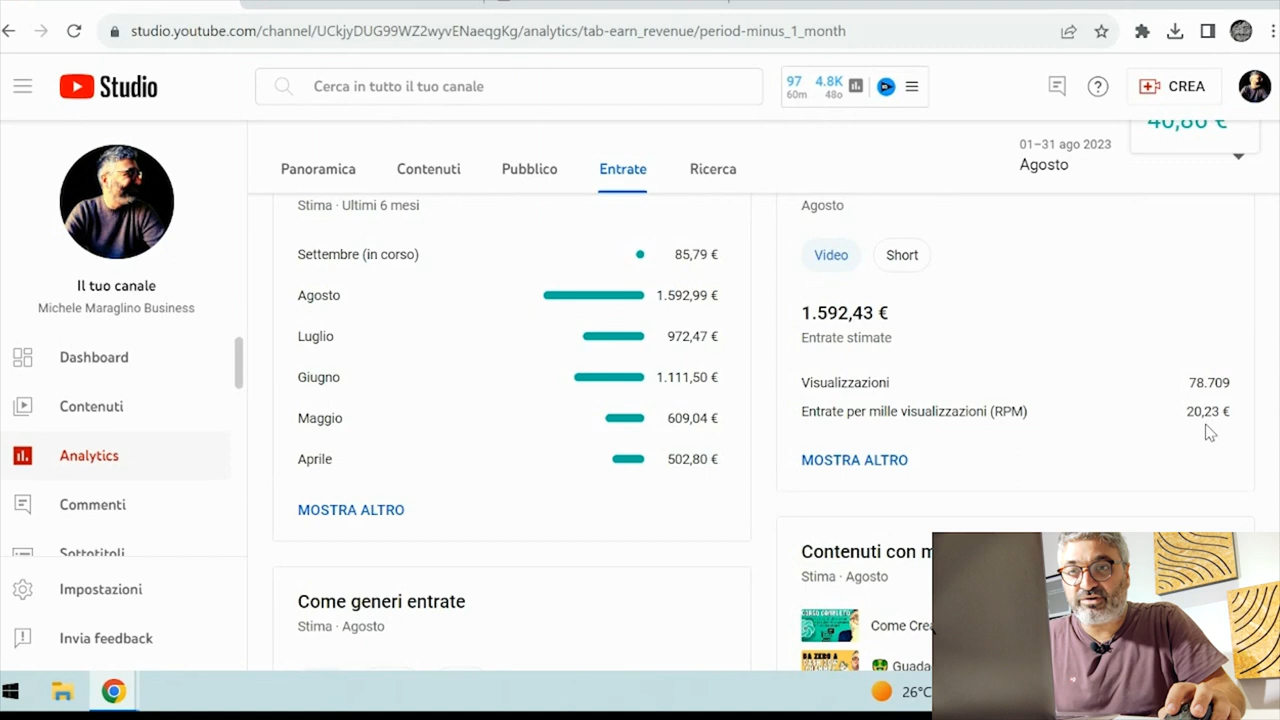 studio.youtube.com/channel/UCkjyDUG99WZ2wyvENaeqgKg/analytics/tab-earn_revenue/period-minus_1_month
Studio
Cerca in tutto il tuo canale
97 4.8K
60m 48o
CREA
40,86 €
Panoramica Contenuti Pubblico Entrate Ricerca
01–31 ago 2023
Agosto
Il tuo canale
Michele Maraglino Business
Dashboard
Contenuti
Analytics
Commenti
Sottotitoli
Impostazioni
Invia feedback
Stima · Ultimi 6 mesi
Settembre (in corso) 85,79 €
Agosto 1.592,99 €
Luglio 972,47 €
Giugno 1.111,50 €
Maggio 609,04 €
Aprile 502,80 €
MOSTRA ALTRO
Come generi entrate
Stima · Agosto
Agosto
Video Short
1.592,43 €
Entrate stimate
Visualizzazioni 78.709
Entrate per mille visualizzazioni (RPM) 20,23 €
MOSTRA ALTRO
Contenuti con m
Stima · Agosto
CORSO COMPLETO
Come Crea
DA ZERO A
Guada
26°C